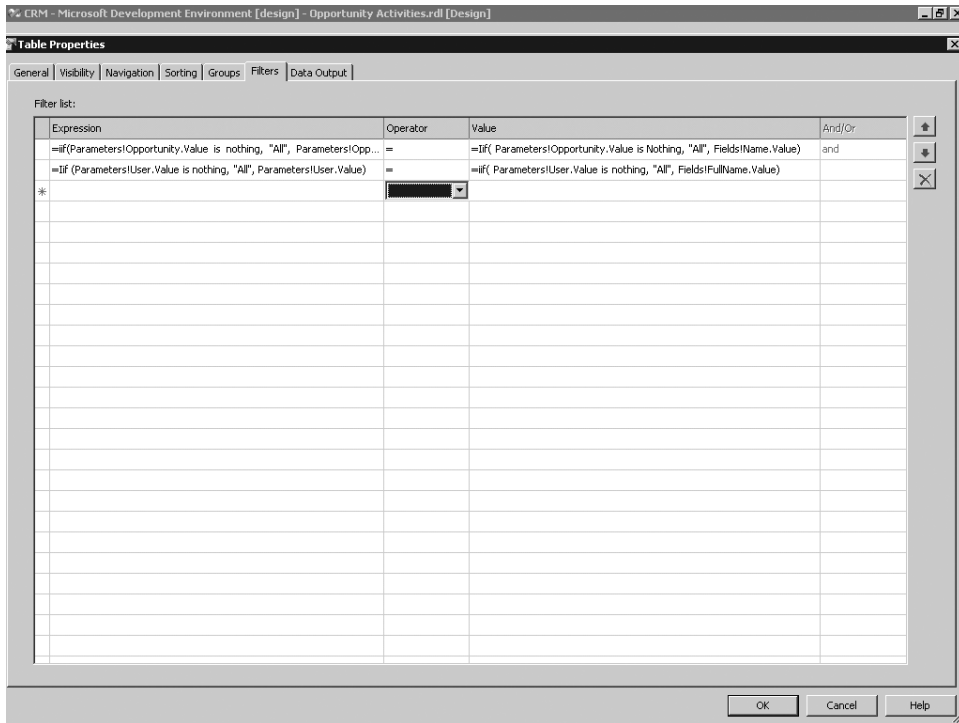 CRM - Microsoft Development Environment [design] - Opportunity Activities.rdl [Design]
Table Properties
General Visibility Navigation Sorting Groups Filters Data Output
Filter list:
Expression Operator Value And/Or
=iif(Parameters!Opportunity.Value is nothing, "All", Parameters!Opp... = =Iif( Parameters!Opportunity.Value is Nothing, "All", Fields!Name.Value) and
=Iif (Parameters!User.Value is nothing, "All", Parameters!User.Value) = =iif( Parameters!User.Value is nothing, "All", Fields!FullName.Value)
OK Cancel Help